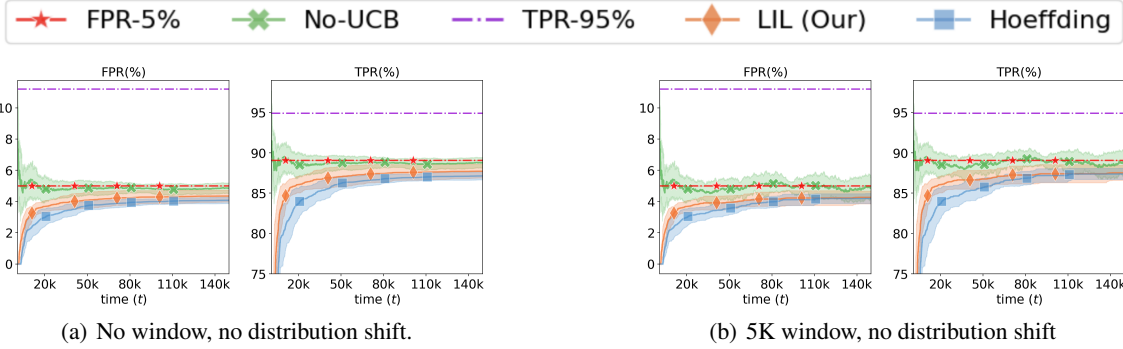 FPR-5% No-UCB TPR-95% LIL (Our) Hoeffding
FPR(%)
10
8
6
4
2
0
20k 50k 80k 110k 140k
time (t)
TPR(%)
95
90
85
80
75
20k 50k 80k 110k 140k
time (t)
(a) No window, no distribution shift.
FPR(%)
10
8
6
4
2
0
20k 50k 80k 110k 140k
time (t)
TPR(%)
95
90
85
80
75
20k 50k 80k 110k 140k
time (t)
(b) 5K window, no distribution shift